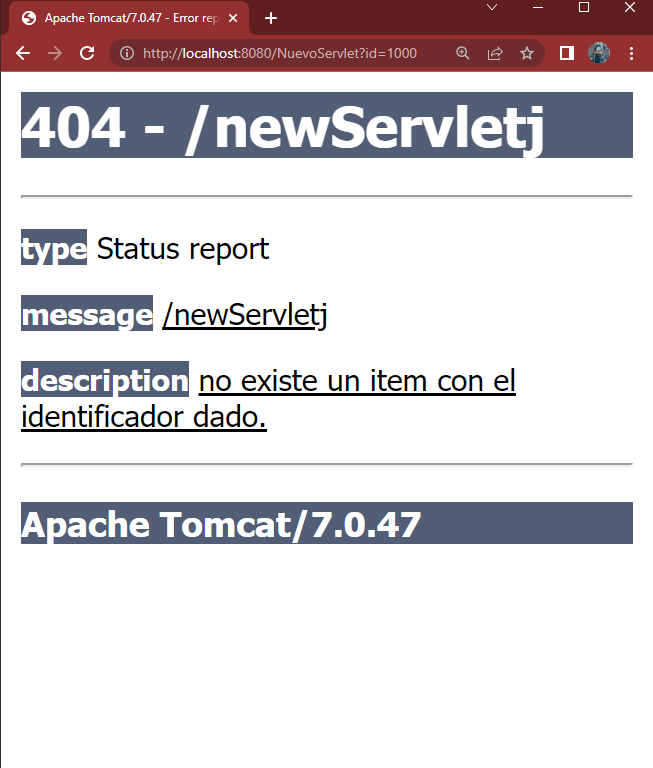 Apache Tomcat/7.0.47 - Error rep
http://localhost:8080/NuevoServlet?id=1000
404 - /newServletj
type Status report
message /newServletj
description no existe un item con el
identificador dado.
Apache Tomcat/7.0.47